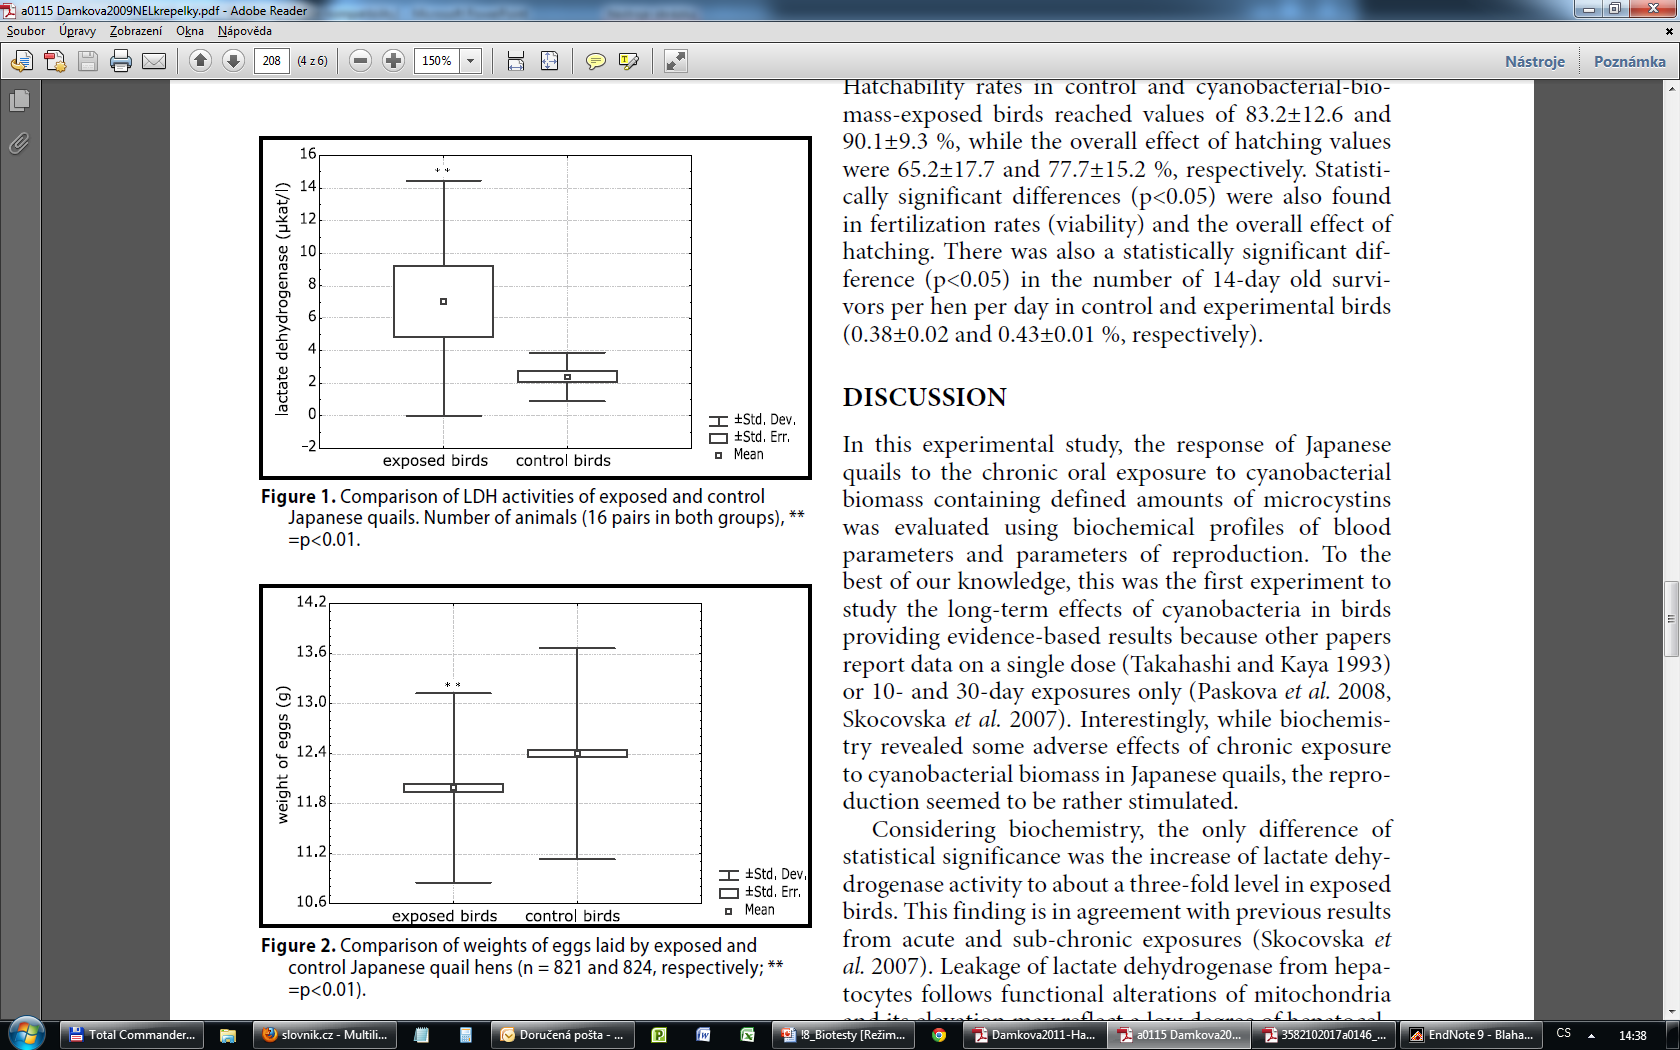 a0115 Damkova2009NELkrepelky.pdf - Adobe Reader
Soubor Úpravy Zobrazení Okna Nápověda
208 (4 z 6) 150% Nástroje Poznámka
16
14
12
10
8
6
4
2
0
−2
lactate dehydrogenase (μkat/l)
* *
exposed birds control birds
±Std. Dev.
±Std. Err.
Mean
Figure 1. Comparison of LDH activities of exposed and control
Japanese quails. Number of animals (16 pairs in both groups), **
=p<0.01.
14.2
13.6
13.0
12.4
11.8
11.2
10.6
weight of eggs (g)
* *
exposed birds control birds
±Std. Dev.
±Std. Err.
Mean
Figure 2. Comparison of weights of eggs laid by exposed and
control Japanese quail hens (n = 821 and 824, respectively; **
=p<0.01).
Hatchability rates in control and cyanobacterial-bio-
mass-exposed birds reached values of 83.2±12.6 and
90.1±9.3 %, while the overall effect of hatching values
were 65.2±17.7 and 77.7±15.2 %, respectively. Statisti-
cally significant differences (p<0.05) were also found
in fertilization rates (viability) and the overall effect of
hatching. There was also a statistically significant dif-
ference (p<0.05) in the number of 14-day old survi-
vors per hen per day in control and experimental birds
(0.38±0.02 and 0.43±0.01 %, respectively).
DISCUSSION
In this experimental study, the response of Japanese
quails to the chronic oral exposure to cyanobacterial
biomass containing defined amounts of microcystins
was evaluated using biochemical profiles of blood
parameters and parameters of reproduction. To the
best of our knowledge, this was the first experiment to
study the long-term effects of cyanobacteria in birds
providing evidence-based results because other papers
report data on a single dose (Takahashi and Kaya 1993)
or 10- and 30-day exposures only (Paskova et al. 2008,
Skocovska et al. 2007). Interestingly, while biochemis-
try revealed some adverse effects of chronic exposure
to cyanobacterial biomass in Japanese quails, the repro-
duction seemed to be rather stimulated.
Considering biochemistry, the only difference of
statistical significance was the increase of lactate dehy-
drogenase activity to about a three-fold level in exposed
birds. This finding is in agreement with previous results
from acute and sub-chronic exposures (Skocovska et
al. 2007). Leakage of lactate dehydrogenase from hepa-
tocytes follows functional alterations of mitochondria
and its elevation may reflect a low degree of hepatocel-
Total Commander... slovník.cz - Multili... Doručená pošta - ... !8_Biotesty [Režim... Damkova2011-Ha... a0115 Damkova20... 3582102017a0146_... EndNote 9 - Blaha... CS 14:38